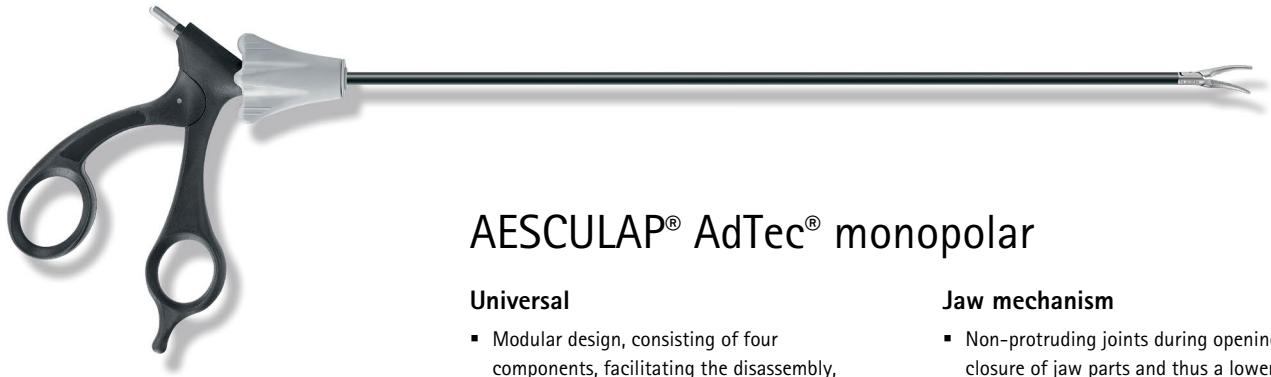 AESCULAP® AdTec® monopolar
Universal
▪ Modular design, consisting of four
components, facilitating the disassembly,
Jaw mechanism
▪ Non-protruding joints during opening
closure of jaw parts and thus a lower